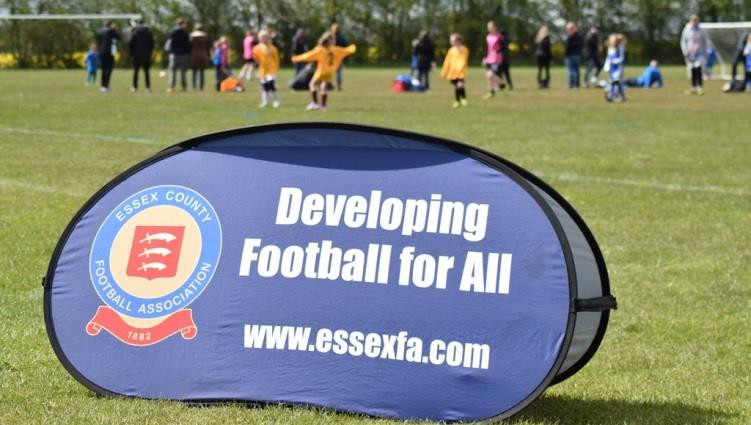 ESSEX COUNTY
FOOTBALL ASSOCIATION
1882
Developing
Football for All
www.essexfa.com